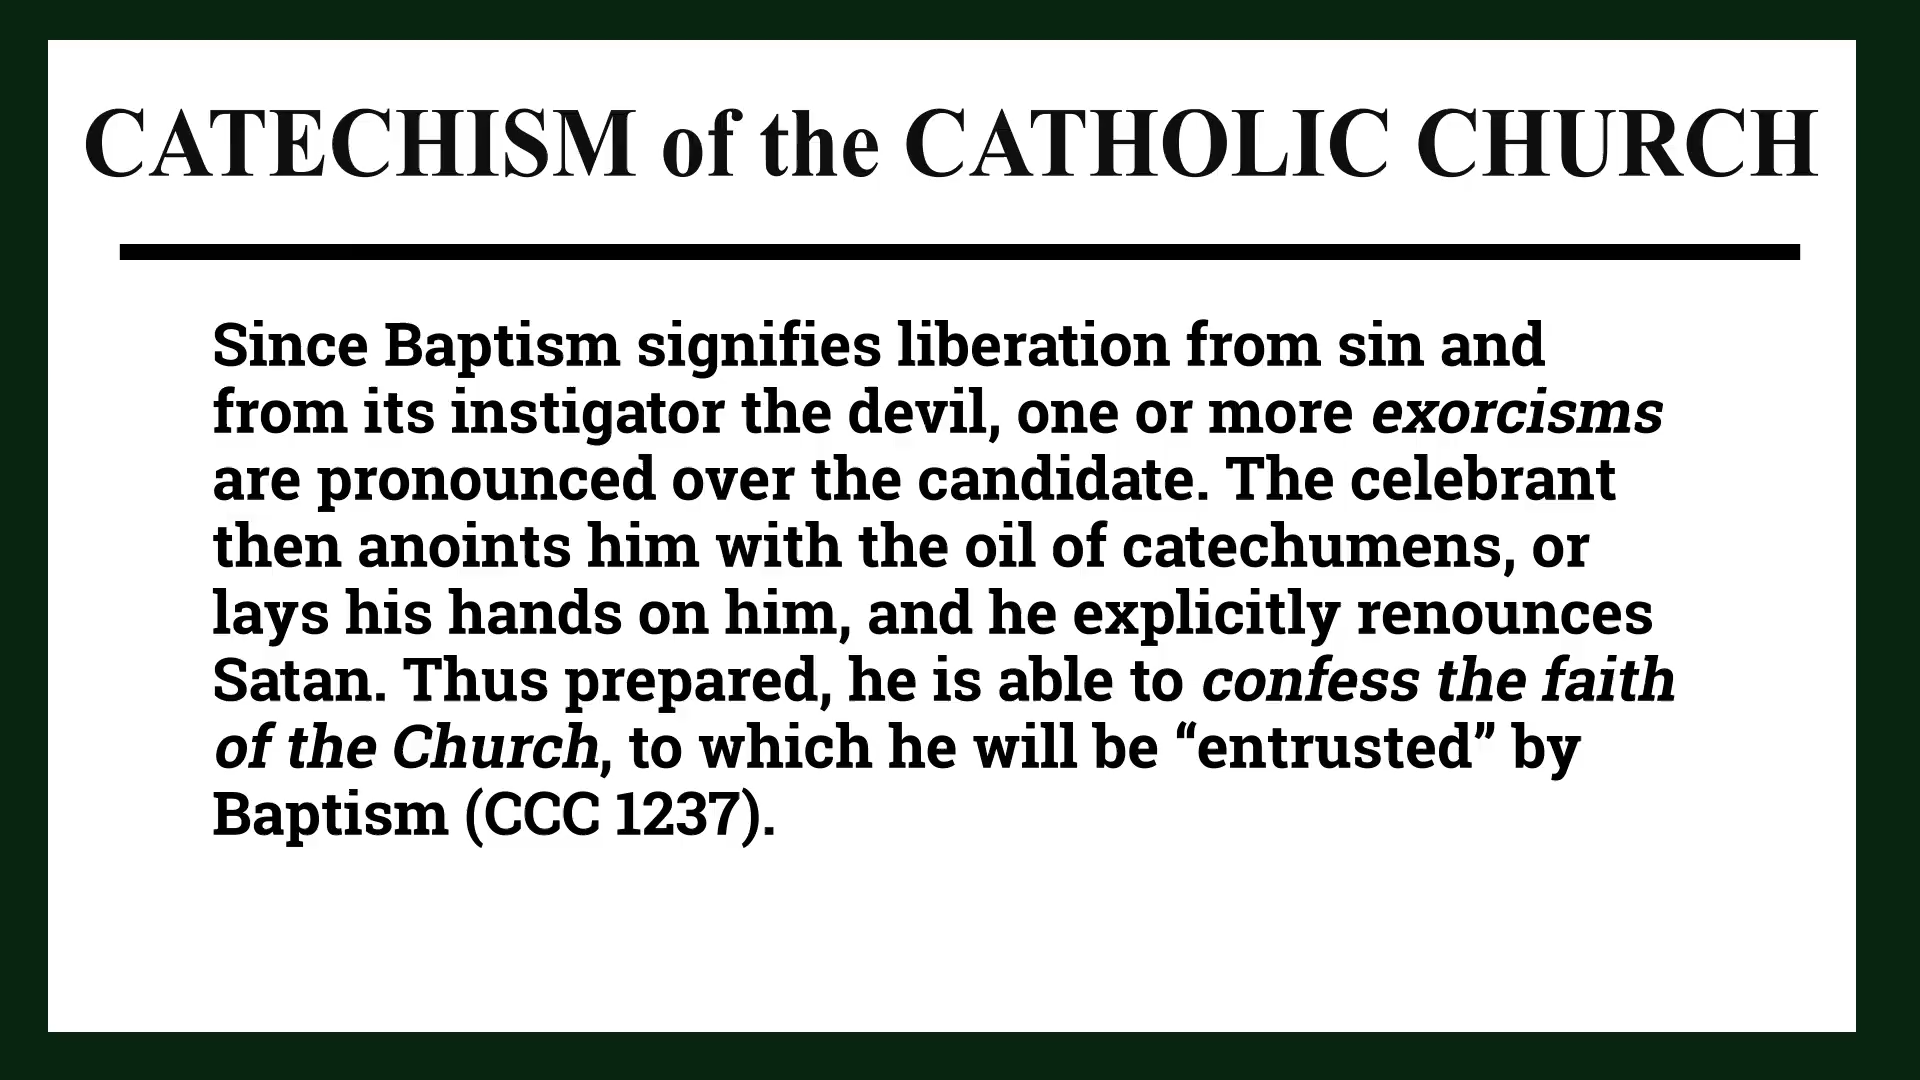 CATECHISM of the CATHOLIC CHURCH
Since Baptism signifies liberation from sin and
from its instigator the devil, one or more exorcisms
are pronounced over the candidate. The celebrant
then anoints him with the oil of catechumens, or
lays his hands on him, and he explicitly renounces
Satan. Thus prepared, he is able to confess the faith
of the Church, to which he will be “entrusted” by
Baptism (CCC 1237).